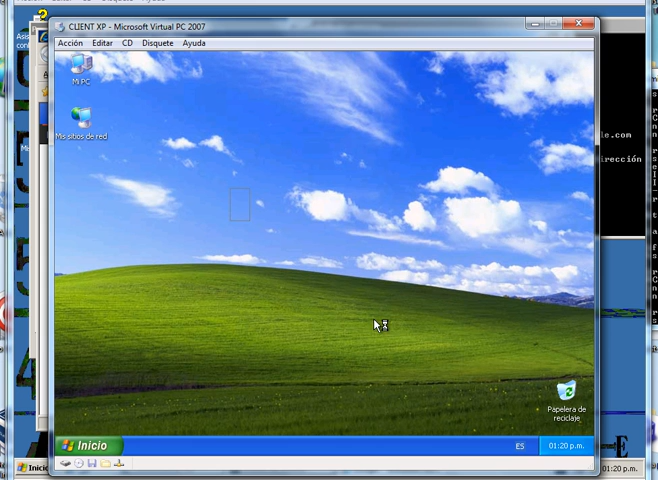 CLIENT XP - Microsoft Virtual PC 2007
Acción Editar CD Disquete Ayuda
Mi PC
Mis sitios de red
le.com
irección
Papelera de
reciclaje
Inicio
ES
01:20 p.m.
Inicio
01:20 p.m.